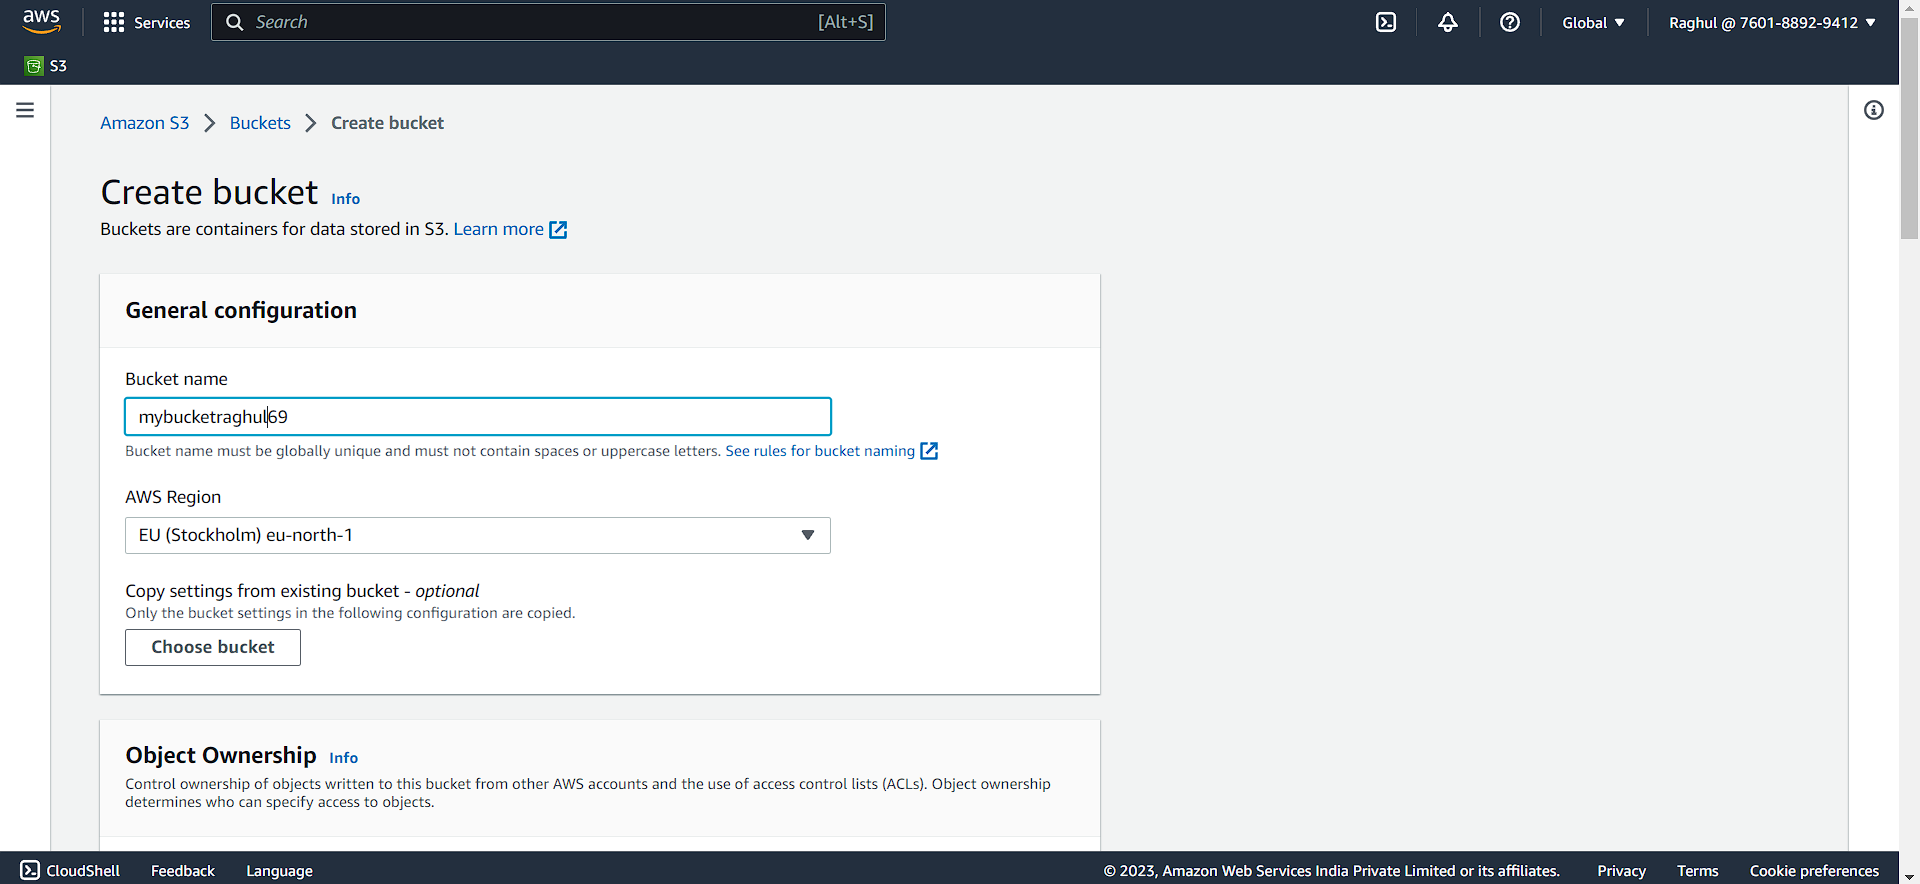 aws Services Search [Alt+S] Global Raghul @ 7601-8892-9412
S3
Amazon S3 Buckets Create bucket
Create bucket Info
Buckets are containers for data stored in S3. Learn more
General configuration
Bucket name
mybucketraghul69
Bucket name must be globally unique and must not contain spaces or uppercase letters. See rules for bucket naming
AWS Region
EU (Stockholm) eu-north-1
Copy settings from existing bucket - optional
Only the bucket settings in the following configuration are copied.
Choose bucket
Object Ownership Info
Control ownership of objects written to this bucket from other AWS accounts and the use of access control lists (ACLs). Object ownership
determines who can specify access to objects.
CloudShell Feedback Language © 2023, Amazon Web Services India Private Limited or its affiliates. Privacy Terms Cookie preferences